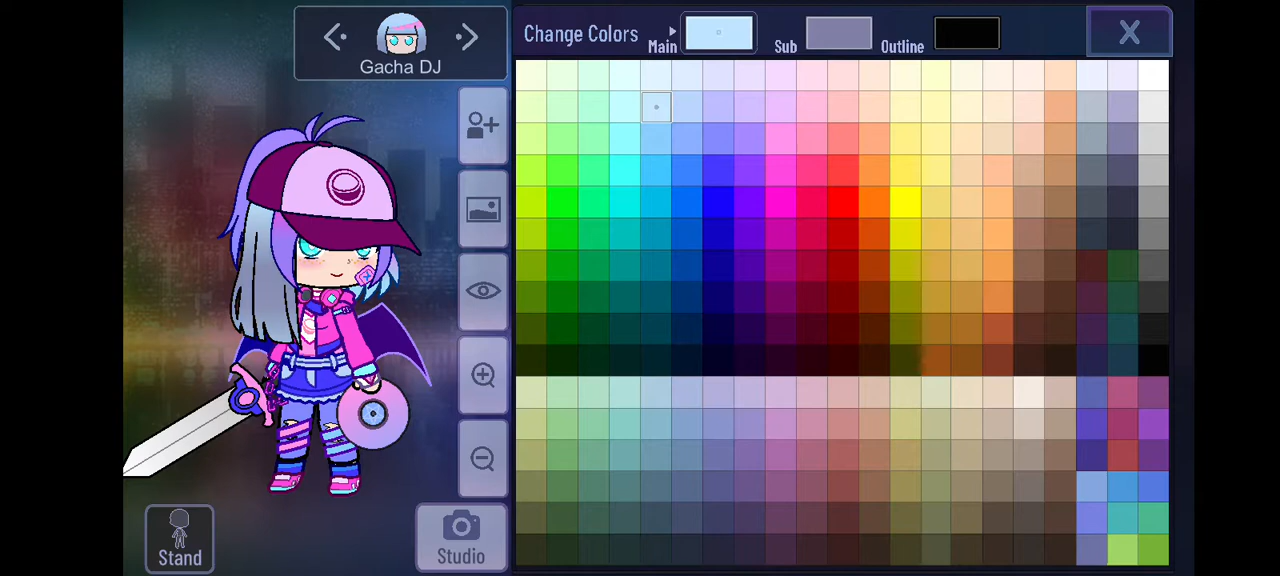 Gacha DJ
Change Colors
Main
Sub
Outline
X
Stand
Studio